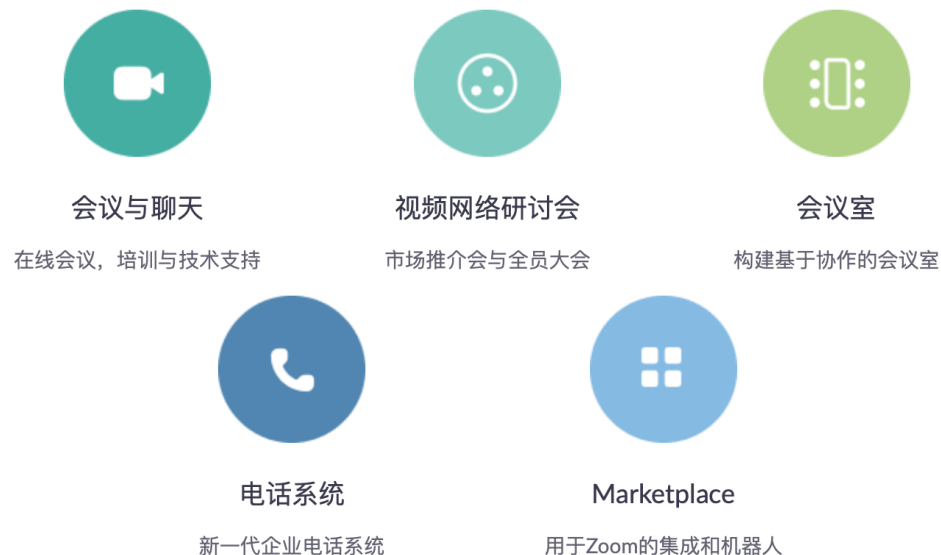 会议与聊天
视频网络研讨会
会议室
在线会议，培训与技术支持
市场推介会与全员大会
构建基于协作的会议室
电话系统
Marketplace
新一代企业电话系统
用于Zoom的集成和机器人